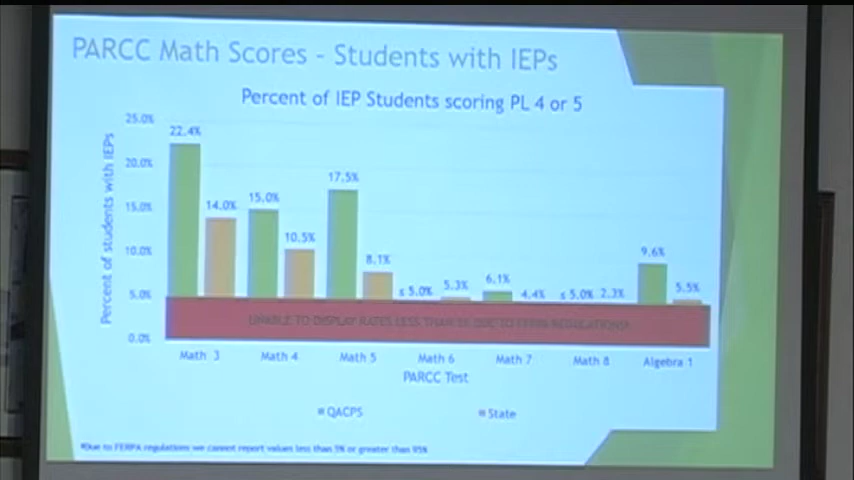 PARCC Math Scores - Students with IEPs
Percent of IEP Students scoring PL 4 or 5
Percent of students with IEPs
25.0%
20.0%
15.0%
10.0%
5.0%
0.0%
22.4%
14.0%
15.0%
10.5%
17.5%
8.1%
≤ 5.0%
5.3%
6.1%
4.4%
≤ 5.0%
2.3%
9.6%
5.5%
UNABLE TO DISPLAY RATES LESS THAN 5% DUE TO FERPA REGULATIONS*
Math 3
Math 4
Math 5
Math 6
Math 7
Math 8
Algebra 1
PARCC Test
QACPS
State
*Due to FERPA regulations we cannot report values less than 5% or greater than 95%